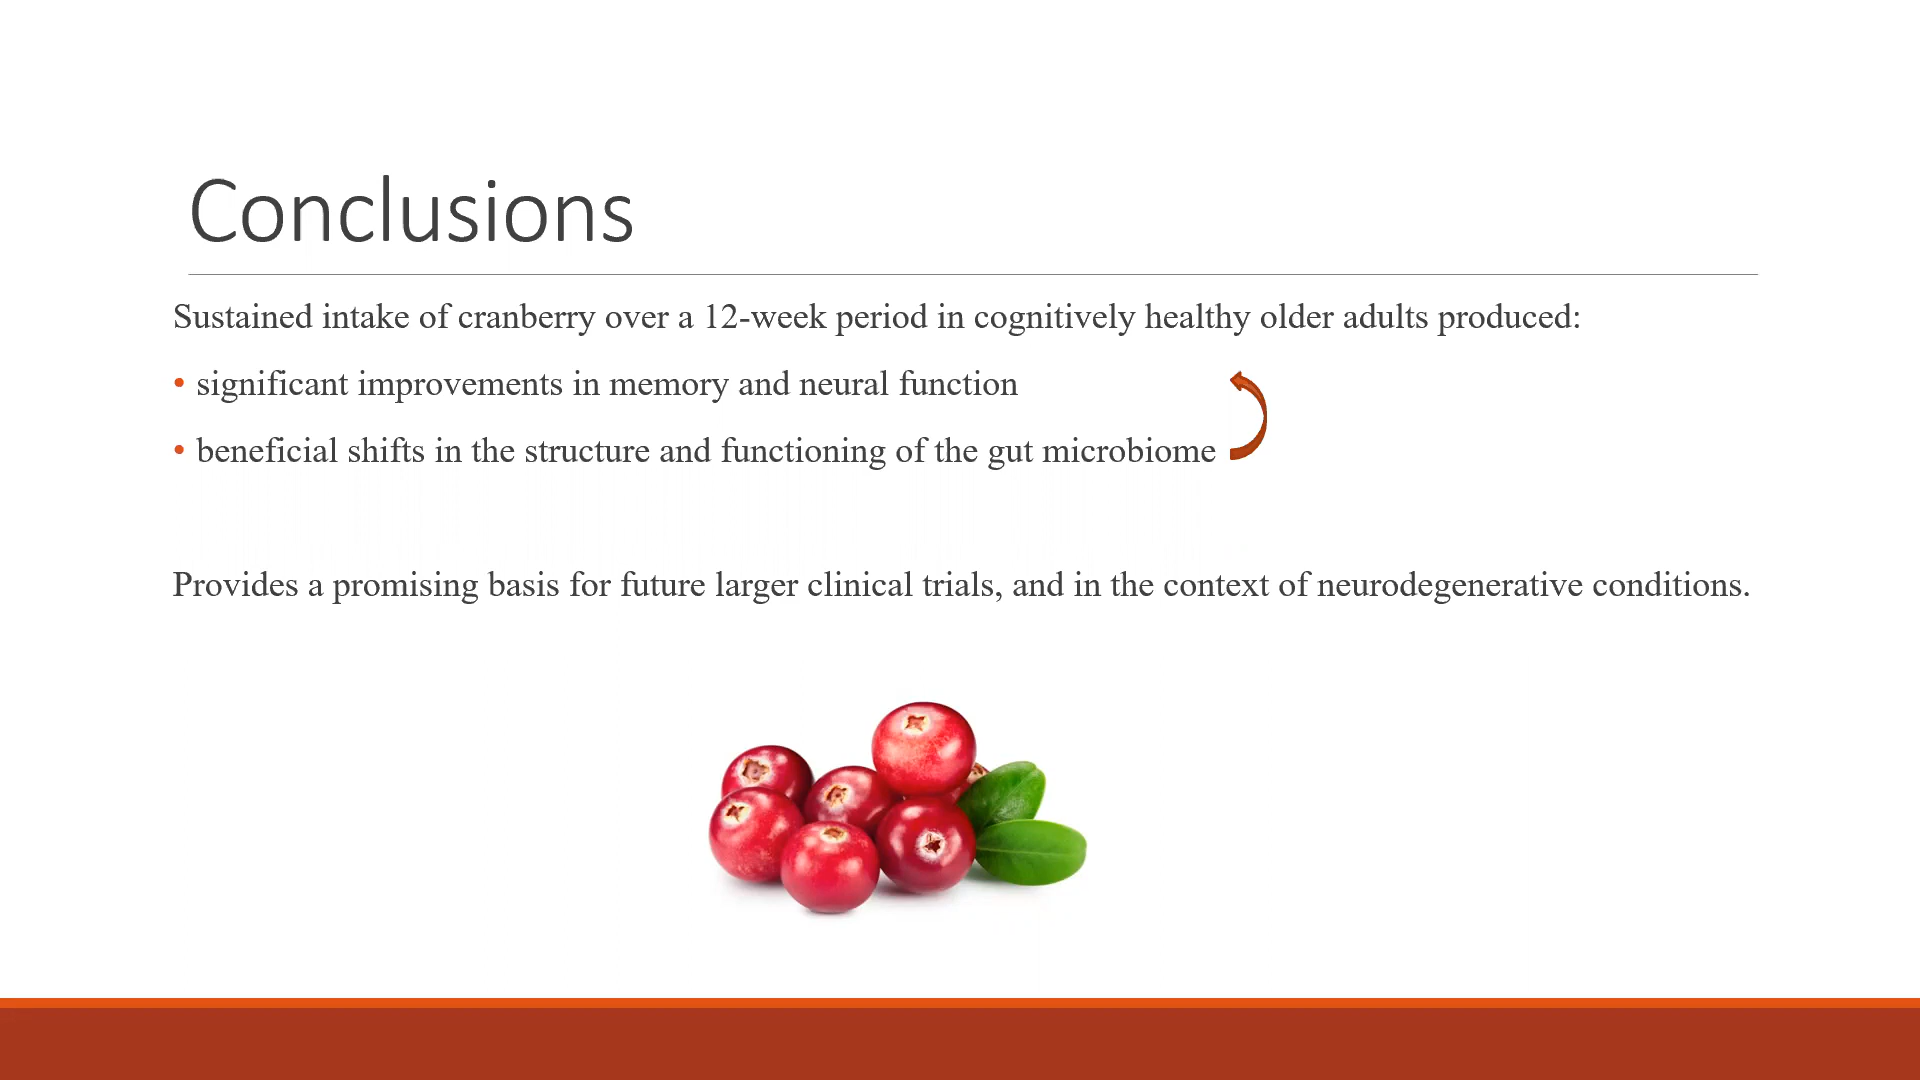 Conclusions
Sustained intake of cranberry over a 12-week period in cognitively healthy older adults produced:
• significant improvements in memory and neural function
• beneficial shifts in the structure and functioning of the gut microbiome
Provides a promising basis for future larger clinical trials, and in the context of neurodegenerative conditions.